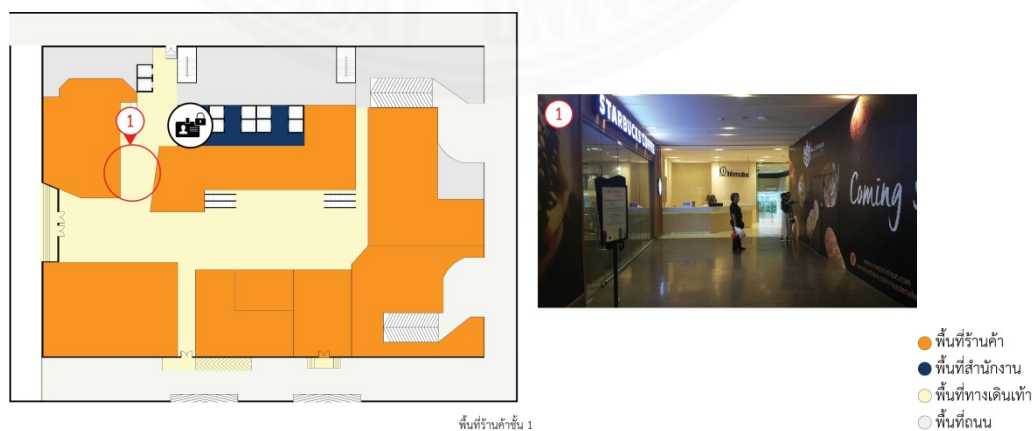 1
1
STARBUCKS COFFEE
Information
Coming
พื้นที่ร้านค้า
พื้นที่สำนักงาน
พื้นที่ทางเดินเท้า
พื้นที่ถนน
พื้นที่ร้านค้าชั้น 1